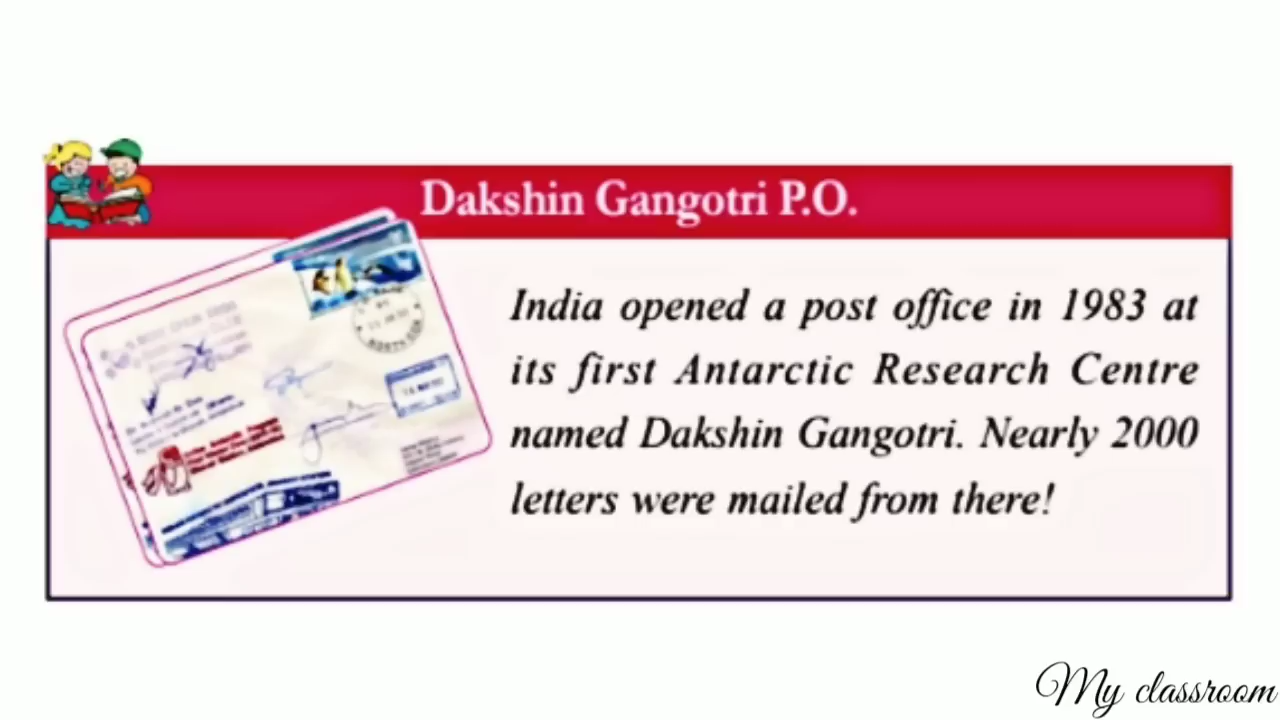 Dakshin Gangotri P.O.
India opened a post office in 1983 at
its first Antarctic Research Centre
named Dakshin Gangotri. Nearly 2000
letters were mailed from there!
My classroom